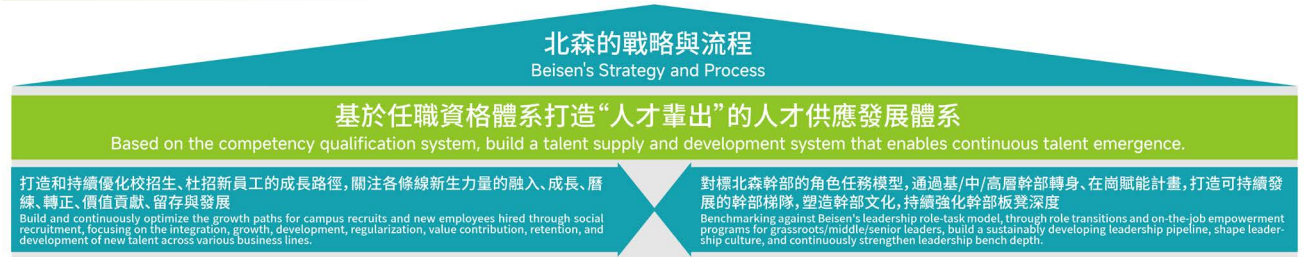 北森的戰略與流程
Beisen's Strategy and Process
基於任職資格體系打造“人才輩出”的人才供應發展體系
Based on the competency qualification system, build a talent supply and development system that enables continuous talent emergence.
打造和持續優化校招生、杜招新員工的成長路徑,關注各條線新生力量的融入、成長、曆
練、轉正、價值貢獻、留存與發展
Build and continuously optimize the growth paths for campus recruits and new employees hired through social
recruitment, focusing on the integration, growth, development, regularization, value contribution, retention, and
development of new talent across various business lines.
對標北森幹部的角色任務模型,通過基/中/高層幹部轉身、在崗賦能計畫,打造可持續發
展的幹部梯隊,塑造幹部文化,持續強化幹部板凳深度
Benchmarking against Beisen's leadership role-task model, through role transitions and on-the-job empowerment
programs for grassroots/middle/senior leaders, build a sustainably developing leadership pipeline, shape leader-
ship culture, and continuously strengthen leadership bench depth.